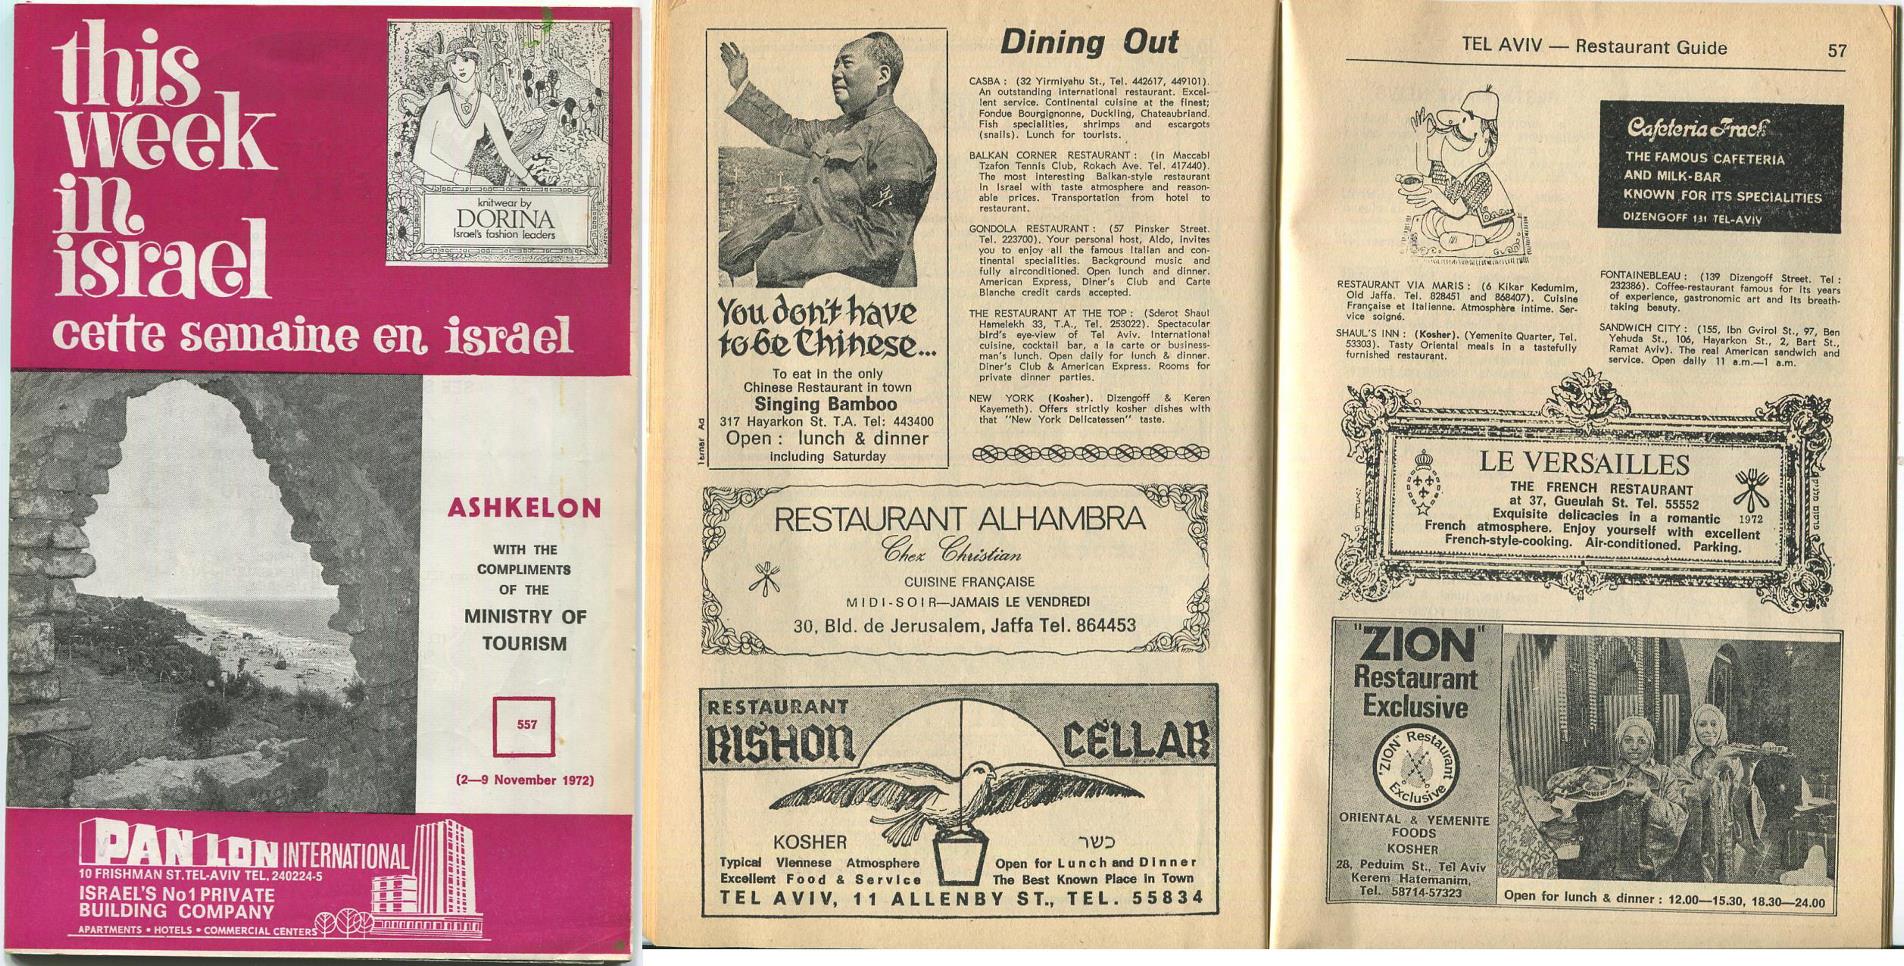 this
week
in
israel
cette semaine en israel
knitwear by
DORINA
Israel's fashion leaders
ASHKELON
WITH THE
COMPLIMENTS
OF THE
MINISTRY OF
TOURISM
557
(2—9 November 1972)
PAN LON INTERNATIONAL
10 FRISHMAN ST. TEL-AVIV TEL. 240224-5
ISRAEL'S No1 PRIVATE
BUILDING COMPANY
APARTMENTS • HOTELS • COMMERCIAL CENTERS
You don't have
to be Chinese...
To eat in the only
Chinese Restaurant in town
Singing Bamboo
317 Hayarkon St. T.A. Tel: 443400
Open : lunch & dinner
including Saturday
Tamar Ad
Dining Out
CASBA : (32 Yirmiyahu St., Tel. 442617, 449101).
An outstanding international restaurant. Excel-
lent service. Continental cuisine at the finest;
Fondue Bourgignonne, Duckling, Chateaubriand.
Fish specialities, shrimps and escargots
(snails). Lunch for tourists.
BALKAN CORNER RESTAURANT : (in Maccabi
Tzafon Tennis Club, Rokach Ave. Tel. 417440).
The most interesting Balkan-style restaurant
in Israel with taste atmosphere and reason-
able prices. Transportation from hotel to
restaurant.
GONDOLA RESTAURANT : (57 Pinsker Street.
Tel. 223700). Your personal host, Aldo, invites
you to enjoy all the famous Italian and con-
tinental specialities. Background music and
fully airconditioned. Open lunch and dinner.
American Express, Diner's Club and Carte
Blanche credit cards accepted.
THE RESTAURANT AT THE TOP : (Sderot Shaul
Hamelekh 33, T.A., Tel. 253022). Spectacular
bird's eye-view of Tel Aviv. International
cuisine, cocktail bar, a la carte or business-
man's lunch. Open daily for lunch & dinner.
Diner's Club & American Express. Rooms for
private dinner parties.
NEW YORK (Kosher). Dizengoff & Keren
Kayemeth). Offers strictly kosher dishes with
that "New York Delicatessen" taste.
RESTAURANT ALHAMBRA
Chez Christian
CUISINE FRANÇAISE
MIDI-SOIR—JAMAIS LE VENDREDI
30, Bld. de Jerusalem, Jaffa Tel. 864453
RESTAURANT
RISHON CELLAR
KOSHER כשר
Typical Viennese Atmosphere
Excellent Food & Service
Open for Lunch and Dinner
The Best Known Place in Town
TEL AVIV, 11 ALLENBY ST., TEL. 55834
TEL AVIV — Restaurant Guide 57
Cafeteria Frack
THE FAMOUS CAFETERIA
AND MILK-BAR
KNOWN FOR ITS SPECIALITIES
DIZENGOFF 131 TEL-AVIV
RESTAURANT VIA MARIS : (6 Kikar Kedumim,
Old Jaffa. Tel. 828451 and 868407). Cuisine
Française et Italienne. Atmosphère intime. Ser-
vice soigné.
SHAUL'S INN : (Kosher). (Yemenite Quarter, Tel.
53303). Tasty Oriental meals in a tastefully
furnished restaurant.
FONTAINEBLEAU : (139 Dizengoff Street. Tel :
232386). Coffee-restaurant famous for its years
of experience, gastronomic art and its breath-
taking beauty.
SANDWICH CITY : (155, Ibn Gvirol St., 97, Ben
Yehuda St., 106, Hayarkon St., 2, Bart St.,
Ramat Aviv). The real American sandwich and
service. Open daily 11 a.m.—1 a.m.
LE VERSAILLES
THE FRENCH RESTAURANT
at 37, Gueulah St. Tel. 55552
Exquisite delicacies in a romantic
French atmosphere. Enjoy yourself with excellent
French-style-cooking. Air-conditioned. Parking.
1972
"ZION"
Restaurant
Exclusive
"ZION" Restaurant
Exclusive
ORIENTAL & YEMENITE
FOODS
KOSHER
28, Peduim St., Tel Aviv
Kerem Hatemanim,
Tel. 58714-57323
Open for lunch & dinner : 12.00—15.30, 18.30—24.00